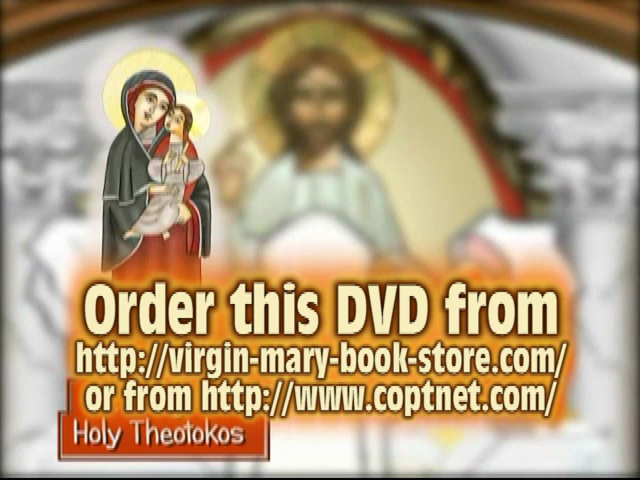 Order this DVD from
http://virgin-mary-book-store.com/
or from http://www.coptnet.com/
Holy Theotokos